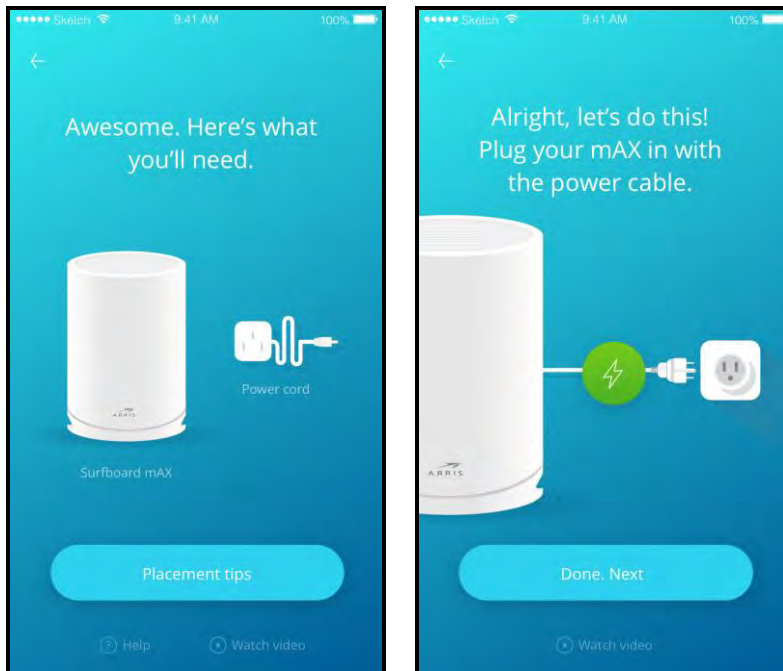 Sketch 9:41 AM 100%
Awesome. Here's what
you'll need.
ARRIS
Power cord
Surfboard mAX
Placement tips
? Help Watch video
Sketch 9:41 AM 100%
Alright, let's do this!
Plug your mAX in with
the power cable.
ARRIS
Done. Next
Watch video